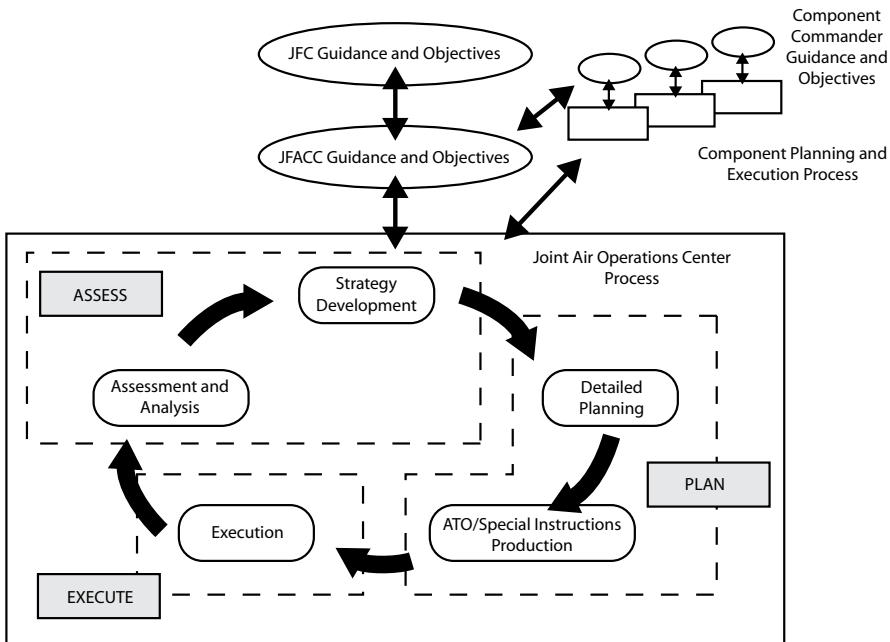 JFC Guidance and Objectives
Component
Commander
Guidance and
Objectives
JFACC Guidance and Objectives
Component Planning and
Execution Process
Joint Air Operations Center
Process
ASSESS
Strategy
Development
Assessment and
Analysis
Detailed
Planning
PLAN
ATO/Special Instructions
Production
Execution
EXECUTE